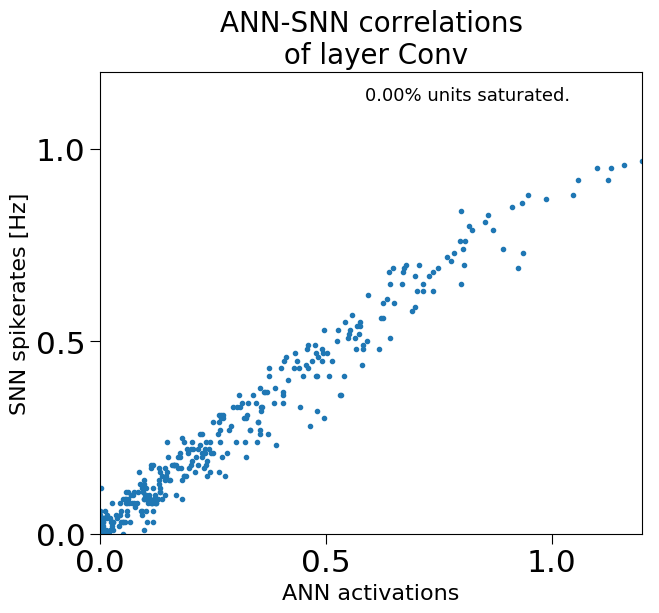 ANN-SNN correlations
of layer Conv
0.00% units saturated.
1.0
0.5
0.0
SNN spikerates [Hz]
0.0 0.5 1.0
ANN activations